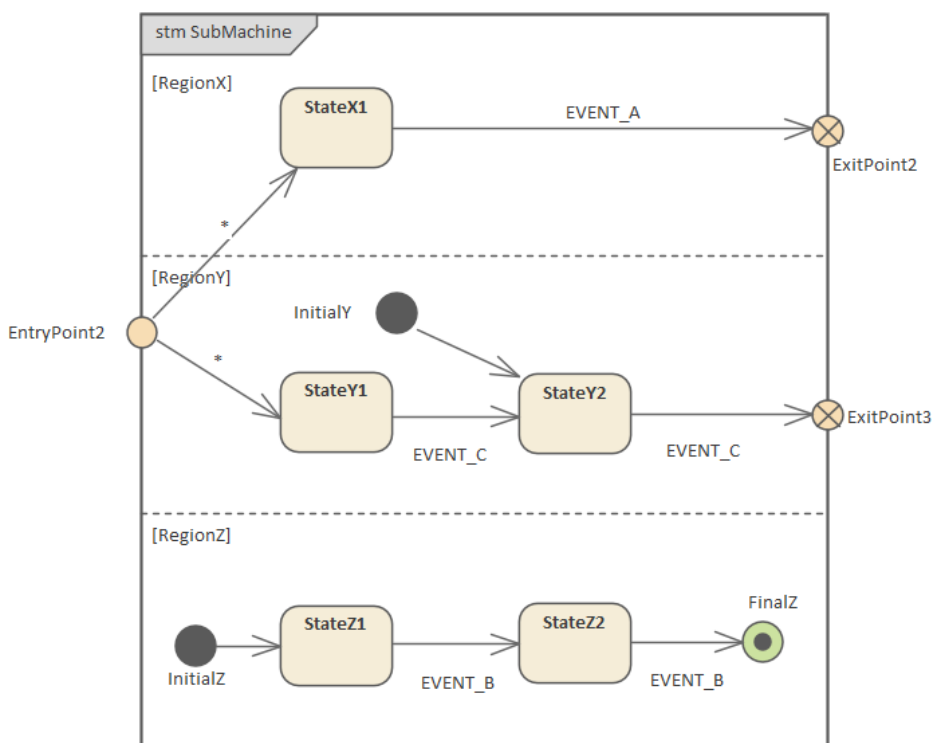 stm SubMachine
[RegionX]
StateX1
EVENT_A
ExitPoint2
*
[RegionY]
InitialY
EntryPoint2
*
StateY1
StateY2
ExitPoint3
EVENT_C
EVENT_C
[RegionZ]
FinalZ
StateZ1
StateZ2
InitialZ
EVENT_B
EVENT_B